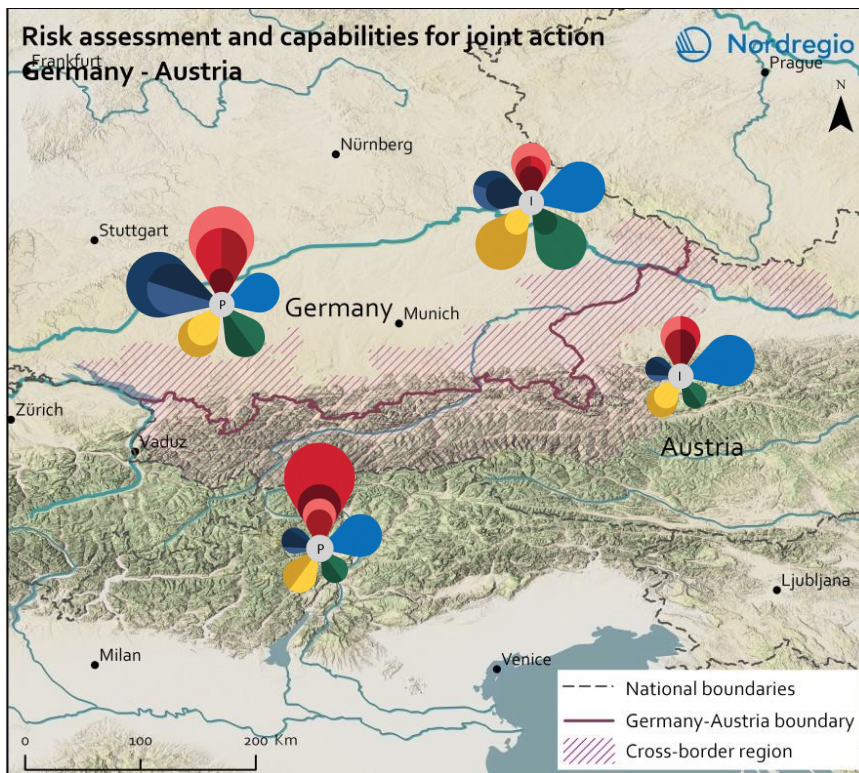 Risk assessment and capabilities for joint action
Germany - Austria
Nordregio
Frankfurt
Prague
N
Nürnberg
I
Stuttgart
P
Germany
Munich
I
Zürich
Vaduz
Austria
P
Ljubljana
Milan
Venice
National boundaries
Germany-Austria boundary
Cross-border region
0 100 200 Km